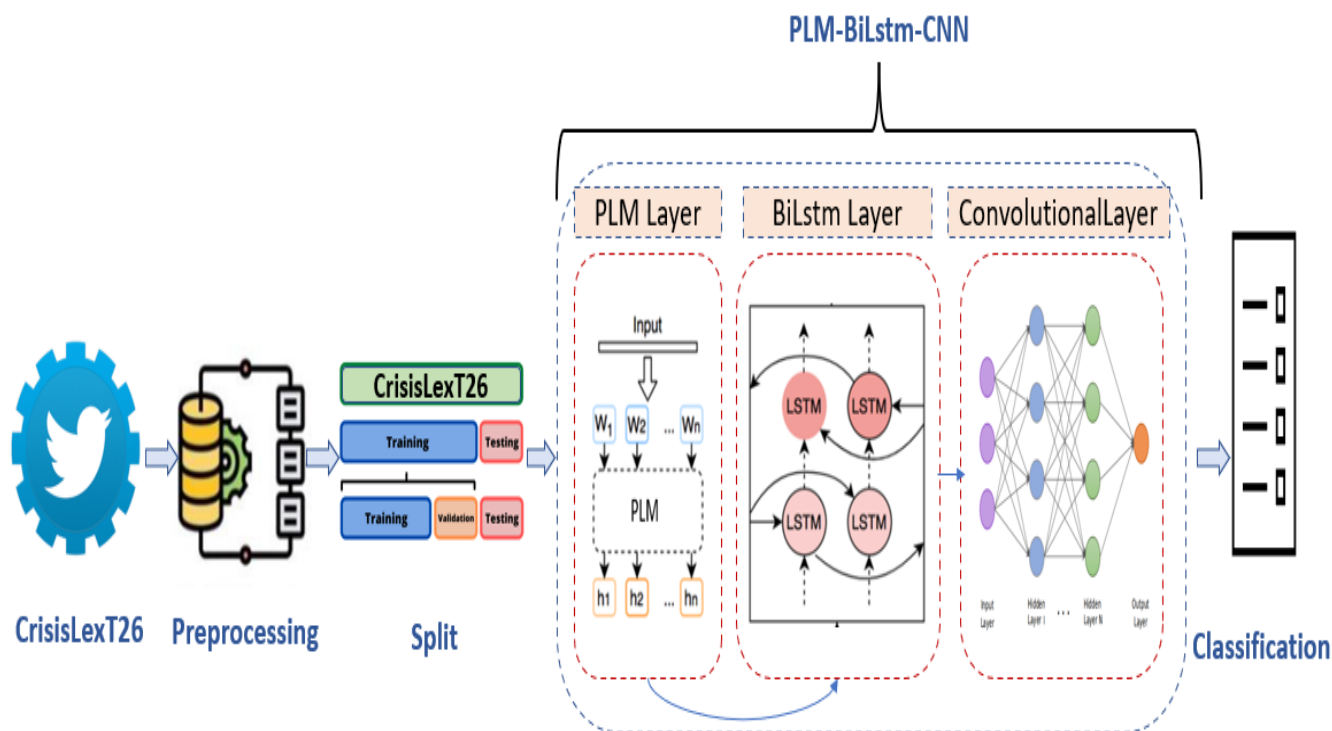 PLM-BiLstm-CNN
PLM Layer
BiLstm Layer
ConvolutionalLayer
Input
W1 W2 ... Wn
PLM
h1 h2 ... hn
LSTM LSTM
LSTM LSTM
Input Layer
Hidden Layer 1
...
Hidden Layer N
Output Layer
CrisisLexT26
Training Testing
Training Validation Testing
CrisisLexT26
Preprocessing
Split
Classification